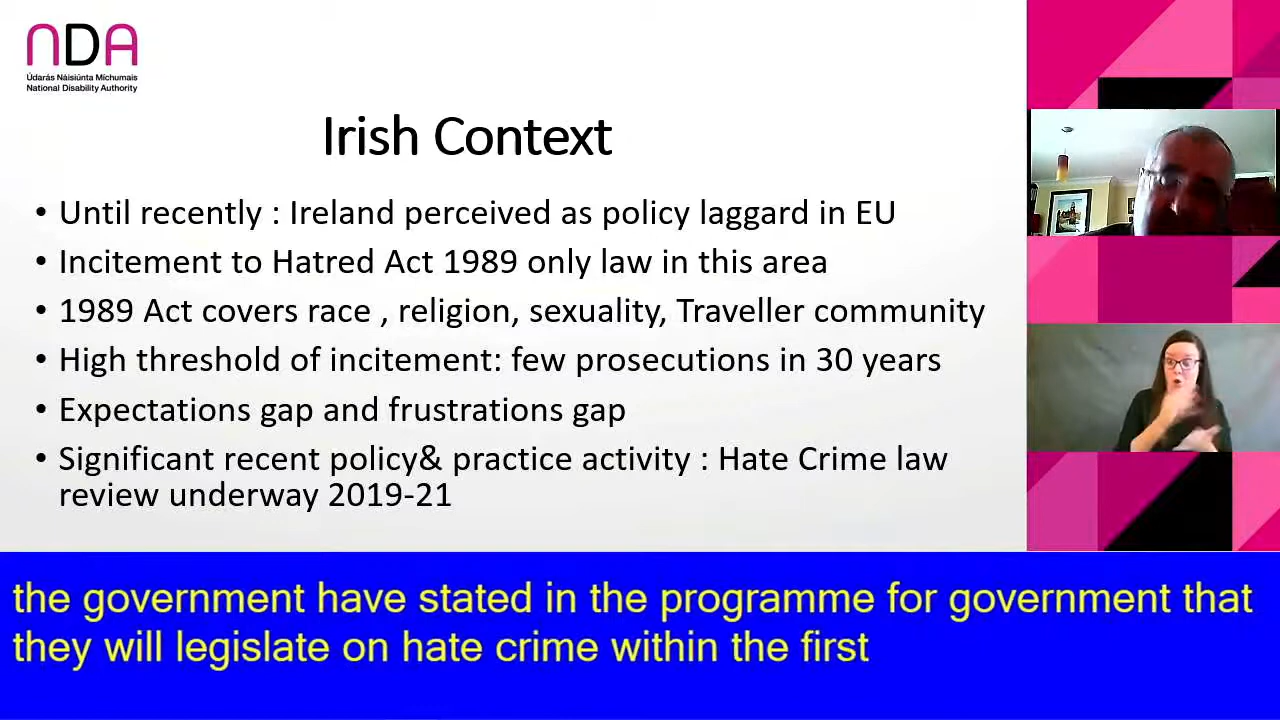 NDA
Údarás Náisiúnta Míchumais
National Disability Authority
Irish Context
• Until recently : Ireland perceived as policy laggard in EU
• Incitement to Hatred Act 1989 only law in this area
• 1989 Act covers race , religion, sexuality, Traveller community
• High threshold of incitement: few prosecutions in 30 years
• Expectations gap and frustrations gap
• Significant recent policy& practice activity : Hate Crime law
review underway 2019-21
the government have stated in the programme for government that
they will legislate on hate crime within the first